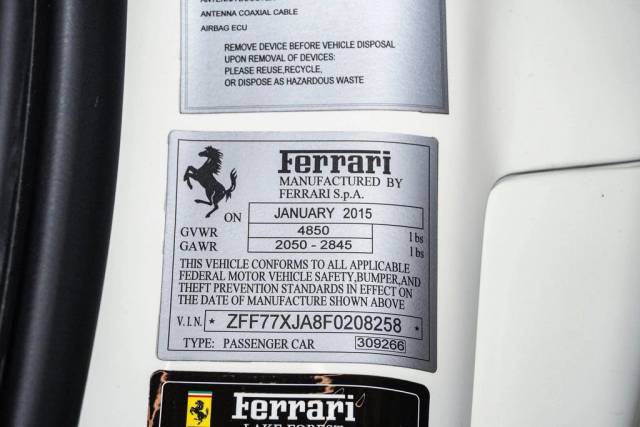 ANTENNA COAXIAL CABLE
AIRBAG ECU
REMOVE DEVICE BEFORE VEHICLE DISPOSAL
UPON REMOVAL OF DEVICES:
PLEASE REUSE,RECYCLE,
OR DISPOSE AS HAZARDOUS WASTE
Ferrari
MANUFACTURED BY
FERRARI S.p.A.
ON JANUARY 2015
GVWR 4850 lbs
GAWR 2050 - 2845 lbs
THIS VEHICLE CONFORMS TO ALL APPLICABLE
FEDERAL MOTOR VEHICLE SAFETY,BUMPER,AND
THEFT PREVENTION STANDARDS IN EFFECT ON
THE DATE OF MANUFACTURE SHOWN ABOVE
V.I.N. * ZFF77XJA8F0208258 *
TYPE: PASSENGER CAR 309266
Ferrari
LAKE FOREST